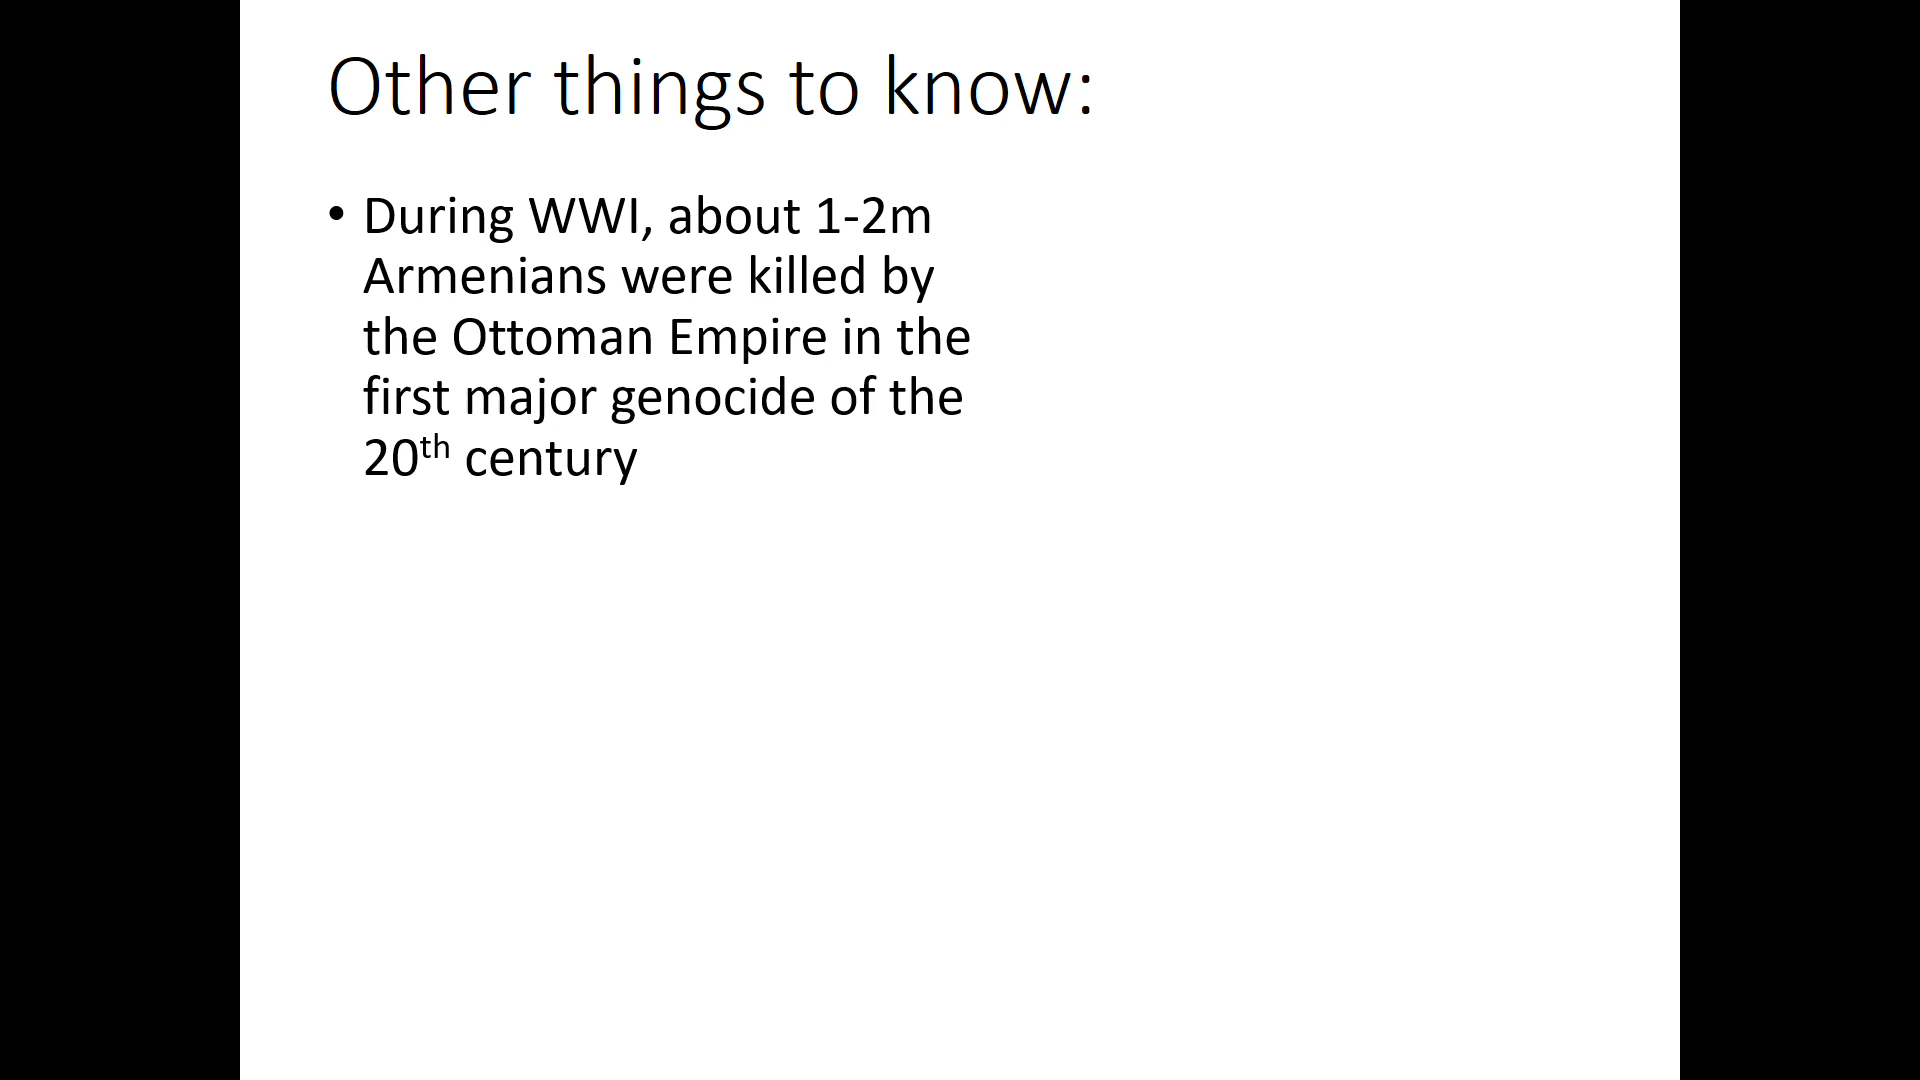 Other things to know:
• During WWI, about 1-2m
Armenians were killed by
the Ottoman Empire in the
first major genocide of the
20th century